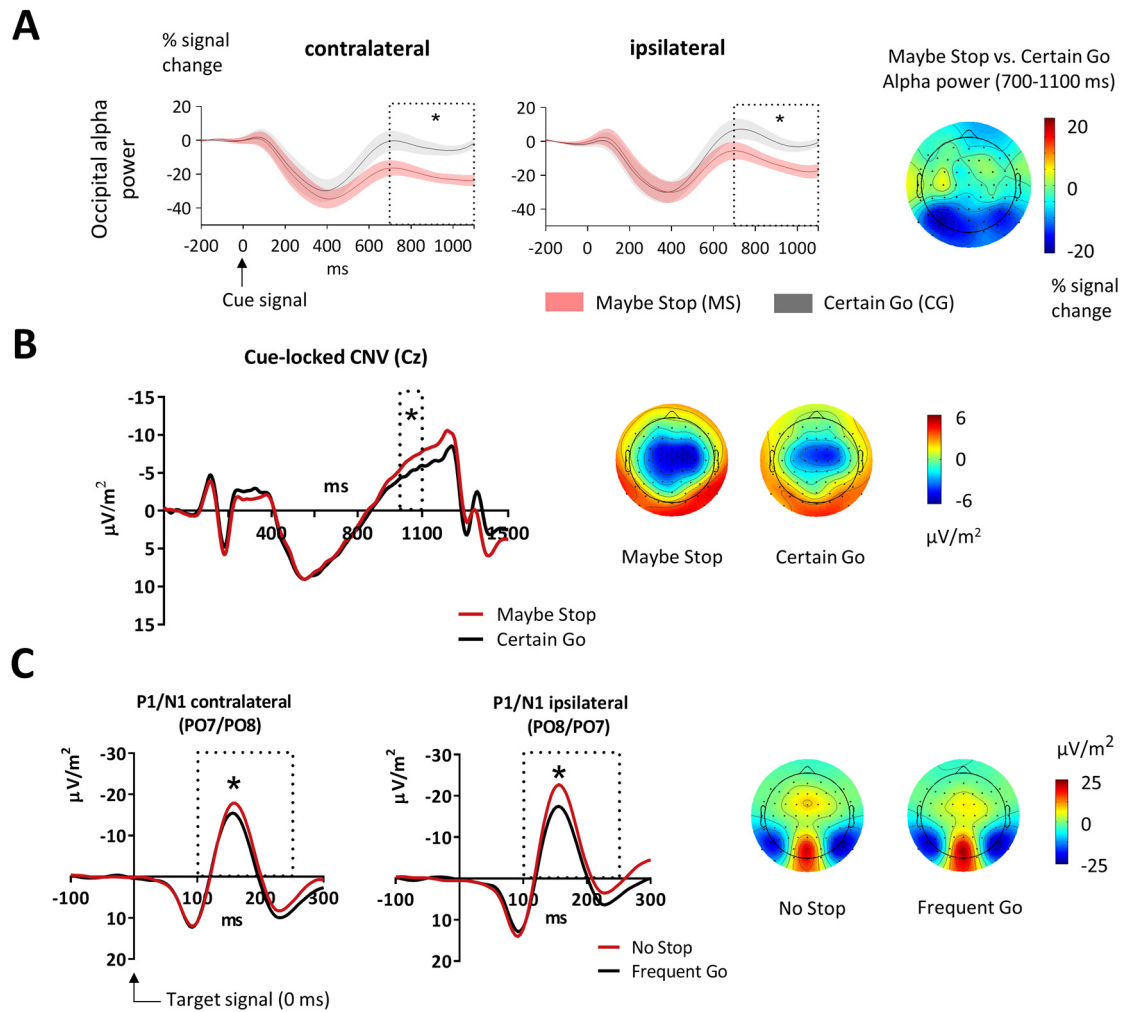 A
% signal
change
contralateral
ipsilateral
Maybe Stop vs. Certain Go
Alpha power (700-1100 ms)
Occipital alpha
power
20
0
-20
-40
-200 0 200 400 600 800 1000
ms
Cue signal
*
20
0
-20
-40
-200 0 200 400 600 800 1000
*
20
0
-20
% signal
change
Maybe Stop (MS)
Certain Go (CG)
B
Cue-locked CNV (Cz)
-15
-10
-5
0
5
10
15
µV/m²
ms
*
400 800 1100 1500
Maybe Stop
Certain Go
Maybe Stop
Certain Go
6
0
-6
µV/m²
C
P1/N1 contralateral
(PO7/PO8)
µV/m²
-30
-20
-10
10
20
*
-100 100 200 300
ms
Target signal (0 ms)
P1/N1 ipsilateral
(PO8/PO7)
µV/m²
-30
-20
-10
10
20
*
-100 100 200 300
ms
No Stop
Frequent Go
No Stop
Frequent Go
µV/m²
25
0
-25